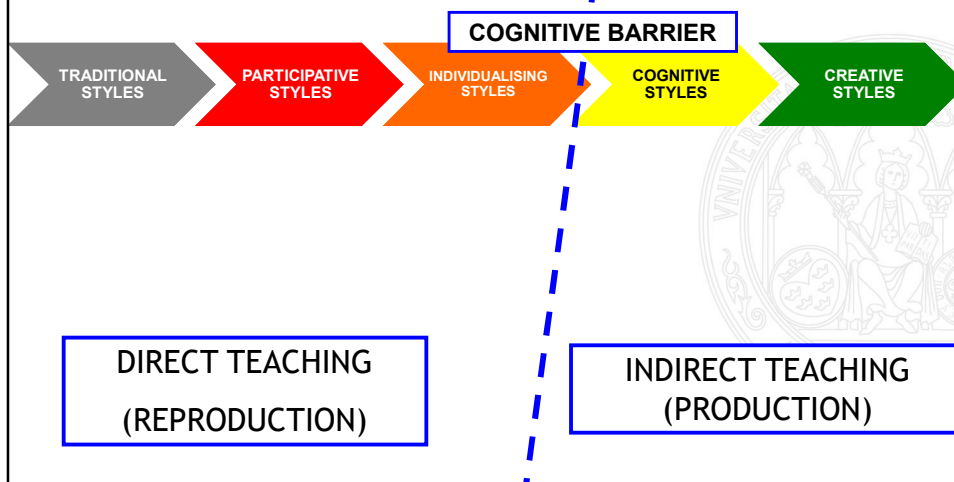 COGNITIVE BARRIER
TRADITIONAL
STYLES
PARTICIPATIVE
STYLES
INDIVIDUALISING
STYLES
COGNITIVE
STYLES
CREATIVE
STYLES
DIRECT TEACHING
(REPRODUCTION)
INDIRECT TEACHING
(PRODUCTION)